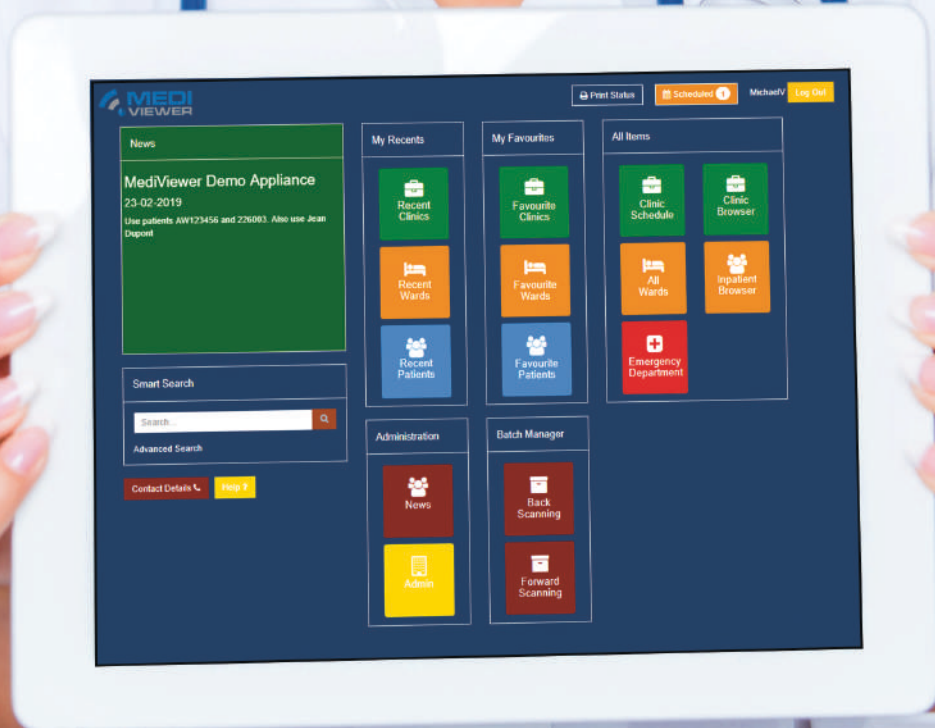 MEDI
VIEWER
Print Status
Scheduled 1
MichaelV
Log Out
News
MediViewer Demo Appliance
23-02-2019
Use patients AW123456 and 226003. Also use Jean
Dupont
Smart Search
Search...
Advanced Search
Contact Details
Help ?
My Recents
Recent
Clinics
Recent
Wards
Recent
Patients
My Favourites
Favourite
Clinics
Favourite
Wards
Favourite
Patients
All Items
Clinic
Schedule
Clinic
Browser
All
Wards
Inpatient
Browser
Emergency
Department
Administration
News
Admin
Batch Manager
Back
Scanning
Forward
Scanning